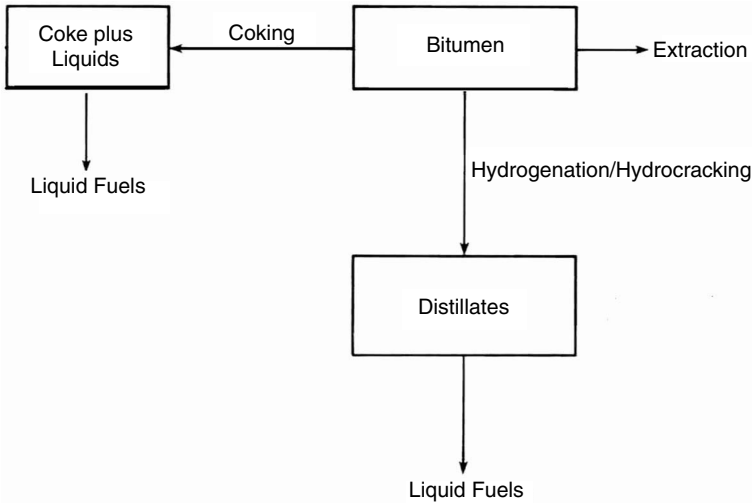 Coke plus
Liquids
Coking
Bitumen
Extraction
Liquid Fuels
Hydrogenation/Hydrocracking
Distillates
Liquid Fuels